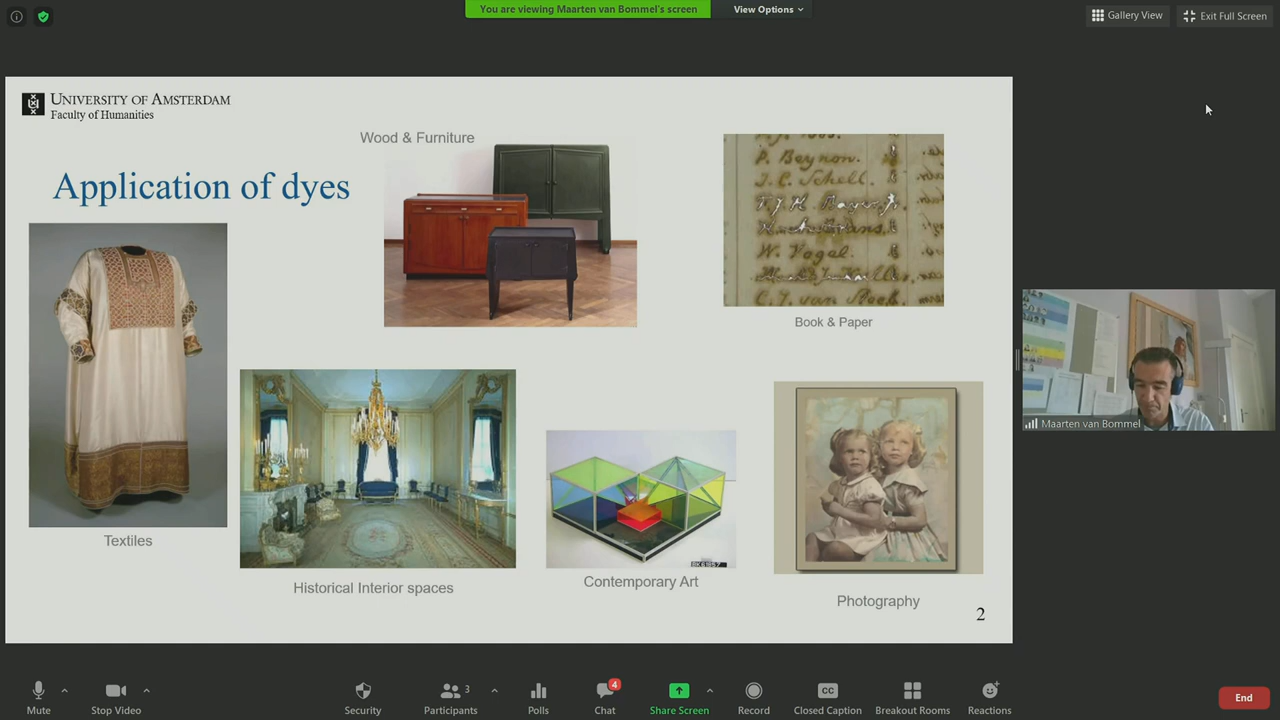 You are viewing Maarten van Bommel's screen
View Options
Gallery View
Exit Full Screen
UNIVERSITY OF AMSTERDAM
Faculty of Humanities
Application of dyes
Wood & Furniture
P. Beynon.
J. C. Schell.
W. Vogel.
Book & Paper
Textiles
Historical Interior spaces
Contemporary Art
Photography
2
Maarten van Bommel
Mute
Stop Video
Security
Participants
3
Polls
Chat
4
Share Screen
Record
CC
Closed Caption
Breakout Rooms
Reactions
End